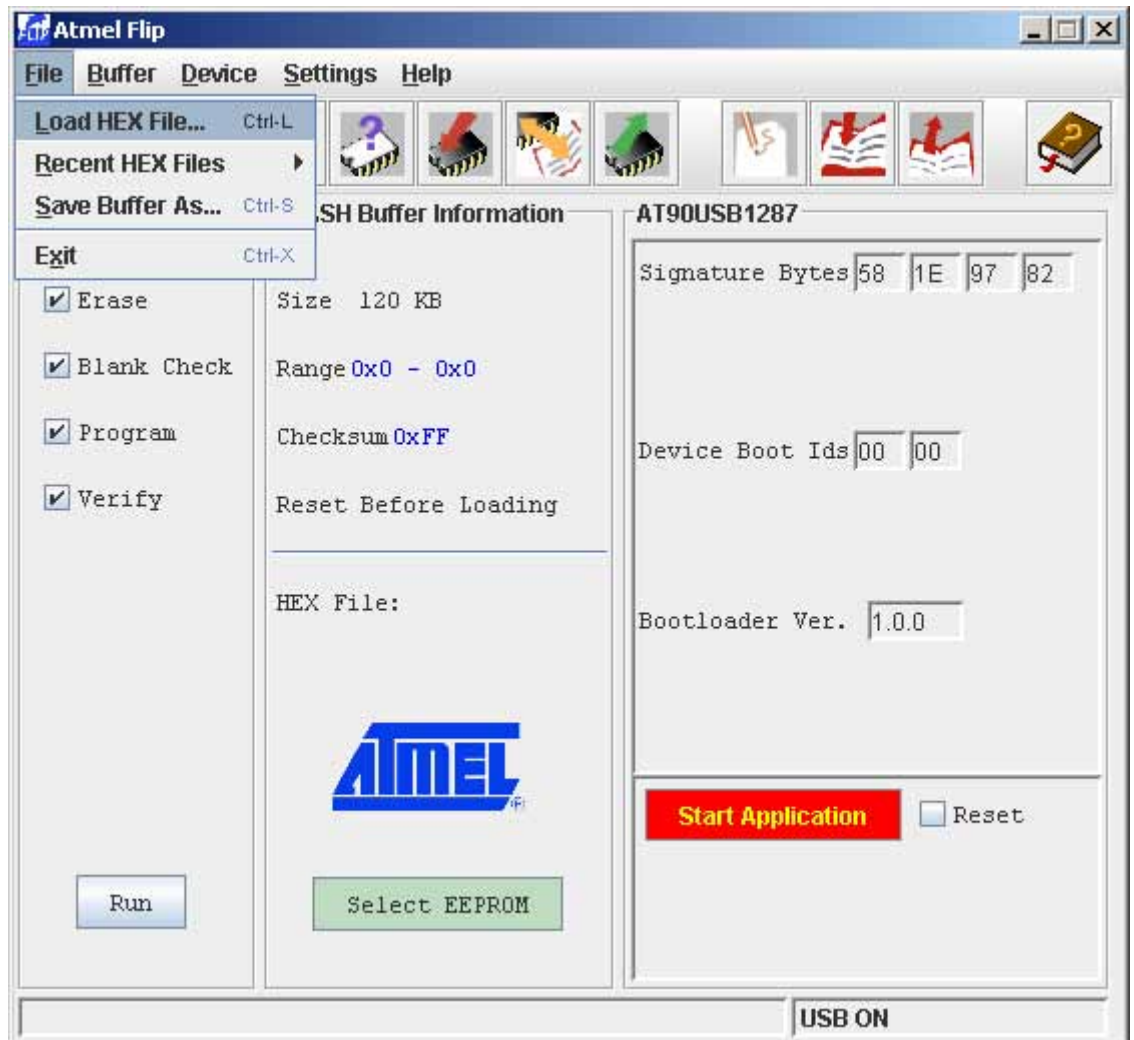 Atmel Flip
File Buffer Device Settings Help
Load HEX File... Ctrl-L
Recent HEX Files
Save Buffer As... Ctrl-S
Exit Ctrl-X
Erase
Blank Check
Program
Verify
Run
SH Buffer Information
Size 120 KB
Range 0x0 - 0x0
Checksum 0xFF
Reset Before Loading
HEX File:
ATMEL
Select EEPROM
AT90USB1287
Signature Bytes 58 1E 97 82
Device Boot Ids 00 00
Bootloader Ver. 1.0.0
Start Application Reset
USB ON